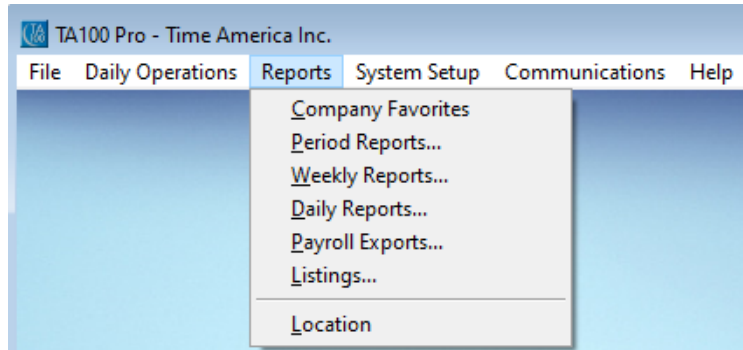 TA100 Pro - Time America Inc.
File Daily Operations Reports System Setup Communications Help
Company Favorites
Period Reports...
Weekly Reports...
Daily Reports...
Payroll Exports...
Listings...
Location